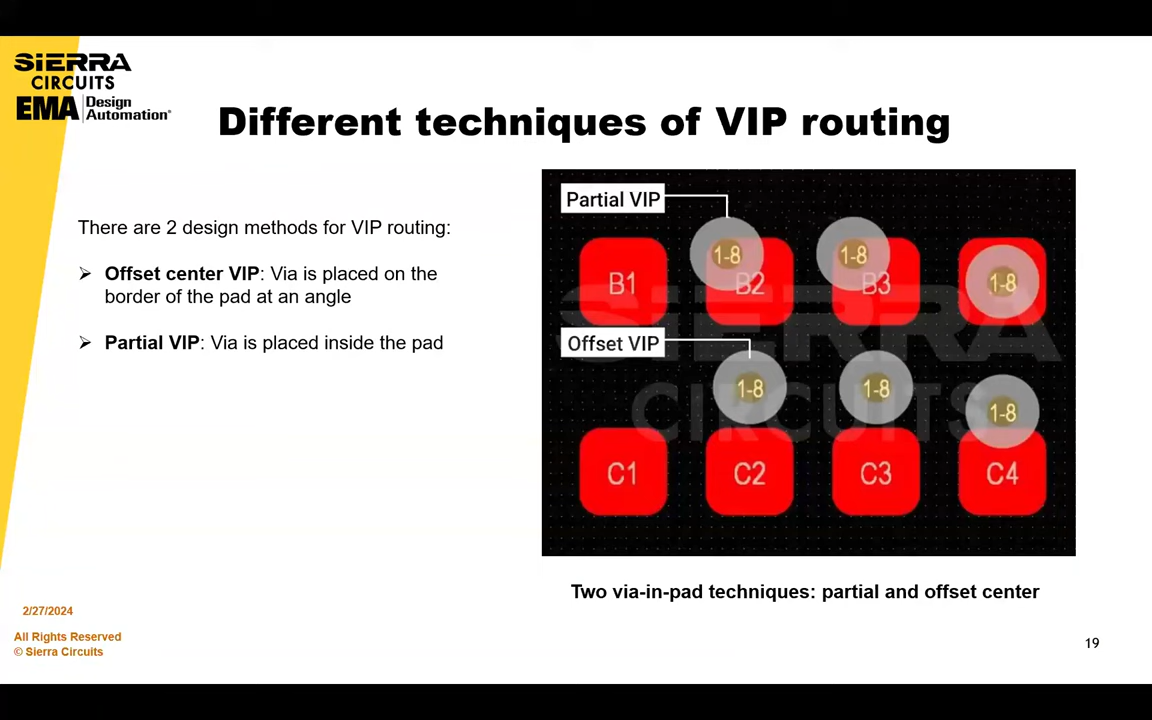 SIERRA
CIRCUITS
EMA Design
Automation®
Different techniques of VIP routing
There are 2 design methods for VIP routing:
➢ Offset center VIP: Via is placed on the
border of the pad at an angle
➢ Partial VIP: Via is placed inside the pad
Partial VIP
1-8 1-8
B1 B2 B3 1-8
Offset VIP
1-8 1-8 1-8
C1 C2 C3 C4
SIERRA
CIRCUITS
Two via-in-pad techniques: partial and offset center
2/27/2024
All Rights Reserved
© Sierra Circuits
19